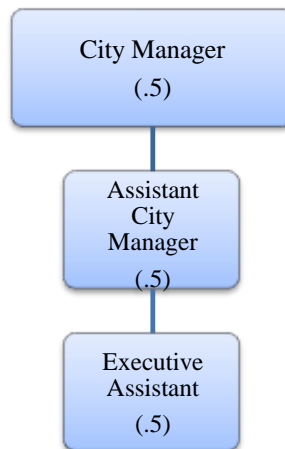 City Manager
(.5)
Assistant
City
Manager
(.5)
Executive
Assistant
(.5)